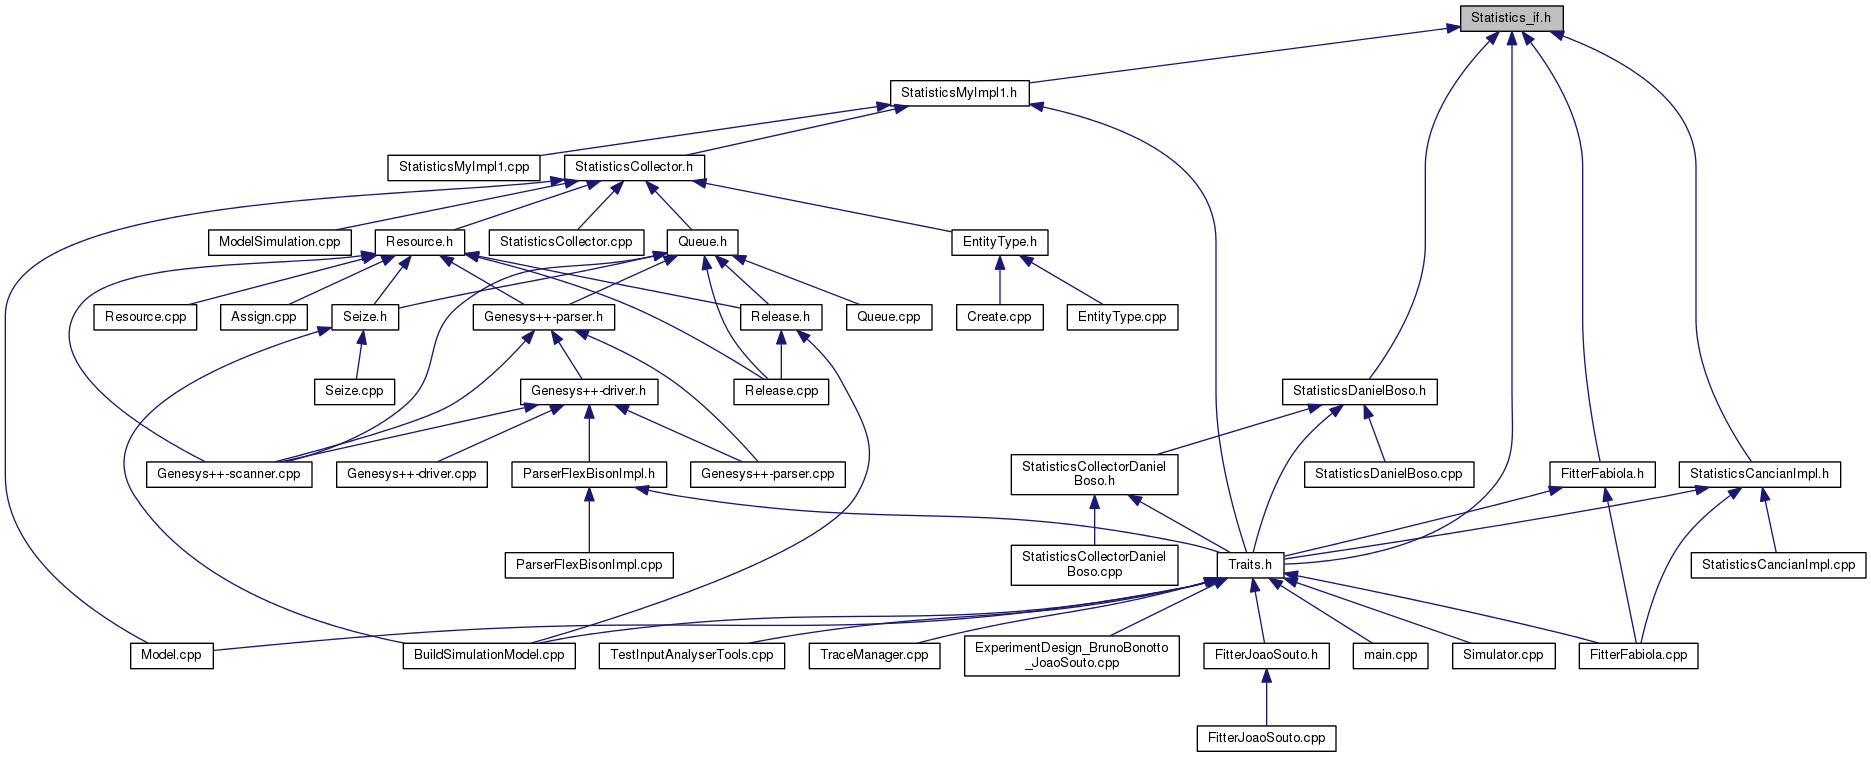 Statistics_if.h
StatisticsMyImpl1.h
StatisticsMyImpl1.cpp
StatisticsCollector.h
ModelSimulation.cpp
Resource.h
StatisticsCollector.cpp
Queue.h
EntityType.h
Resource.cpp
Assign.cpp
Seize.h
Genesys++-parser.h
Release.h
Queue.cpp
Create.cpp
EntityType.cpp
Seize.cpp
Genesys++-driver.h
Release.cpp
StatisticsDanielBoso.h
Genesys++-scanner.cpp
Genesys++-driver.cpp
ParserFlexBisonImpl.h
Genesys++-parser.cpp
StatisticsCollectorDaniel
Boso.h
StatisticsDanielBoso.cpp
FitterFabiola.h
StatisticsCancianImpl.h
ParserFlexBisonImpl.cpp
StatisticsCollectorDaniel
Boso.cpp
Traits.h
StatisticsCancianImpl.cpp
Model.cpp
BuildSimulationModel.cpp
TestInputAnalyserTools.cpp
TraceManager.cpp
ExperimentDesign_BrunoBonotto
_JoaoSouto.cpp
FitterJoaoSouto.h
main.cpp
Simulator.cpp
FitterFabiola.cpp
FitterJoaoSouto.cpp